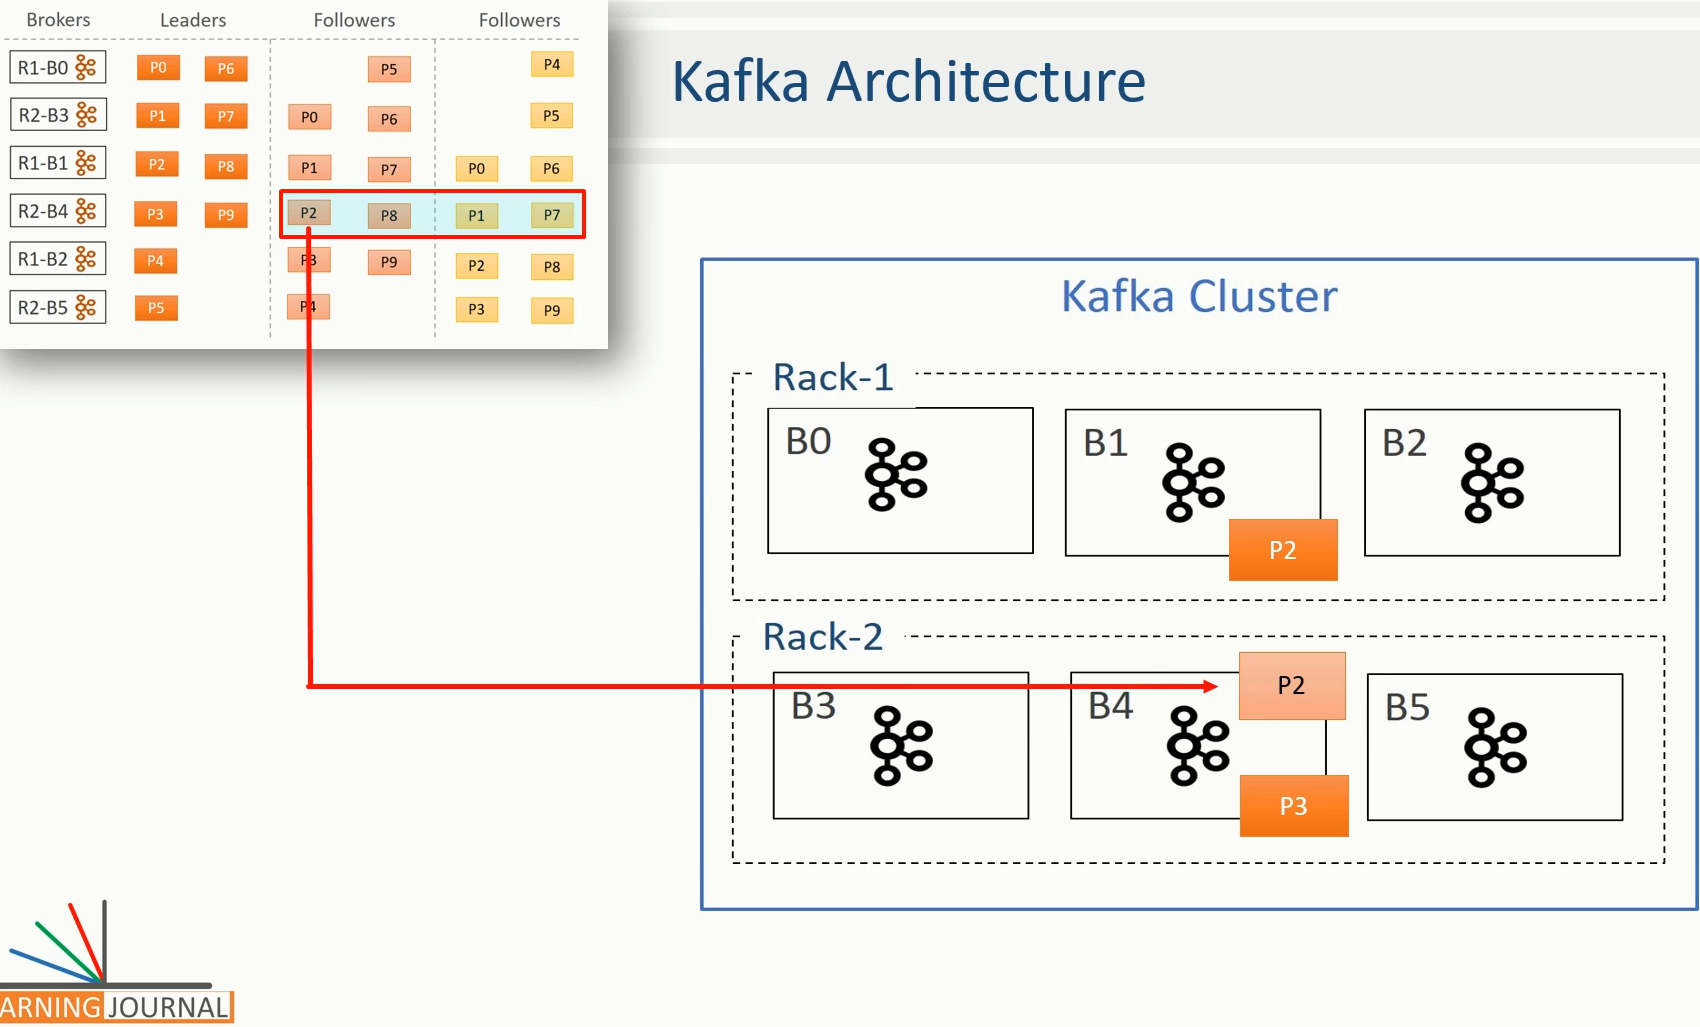 Brokers Leaders Followers Followers
R1-B0 P0 P6 P5 P4
R2-B3 P1 P7 P0 P6 P5
R1-B1 P2 P8 P1 P7 P0 P6
R2-B4 P3 P9 P2 P8 P1 P7
R1-B2 P4 P3 P9 P2 P8
R2-B5 P5 P4 P3 P9
Kafka Architecture
Kafka Cluster
Rack-1
B0 B1 B2
P2
Rack-2
P2
B3 B4 B5
P3
ARNING JOURNAL